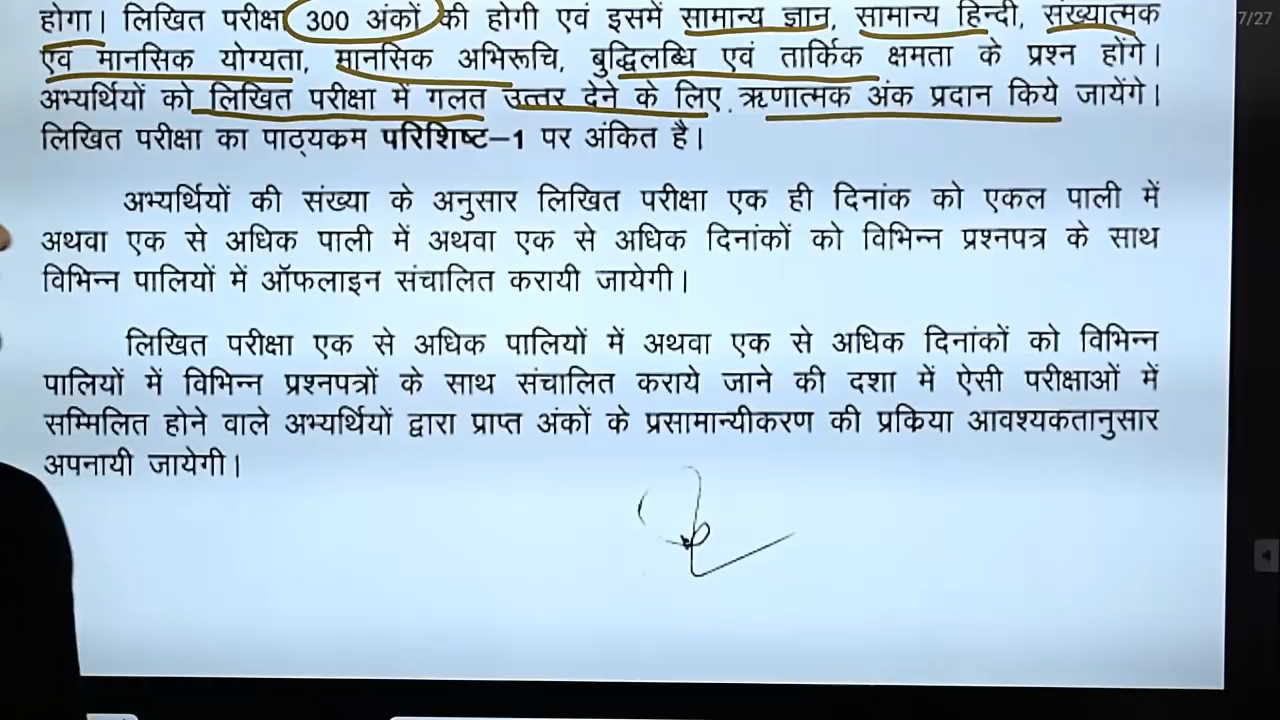 7/27
होगा। लिखित परीक्षा 300 अंकों की होगी एवं इसमें सामान्य ज्ञान, सामान्य हिन्दी, संख्यात्मक
एवं मानसिक योग्यता, मानसिक अभिरूचि, बुद्धिलब्धि एवं तार्किक क्षमता के प्रश्न होंगे।
अभ्यर्थियों को लिखित परीक्षा में गलत उत्तर देने के लिए ऋणात्मक अंक प्रदान किये जायेंगे।
लिखित परीक्षा का पाठ्यक्रम परिशिष्ट–1 पर अंकित है।
अभ्यर्थियों की संख्या के अनुसार लिखित परीक्षा एक ही दिनांक को एकल पाली में
अथवा एक से अधिक पाली में अथवा एक से अधिक दिनांकों को विभिन्न प्रश्नपत्र के साथ
विभिन्न पालियों में ऑफलाइन संचालित करायी जायेगी।
लिखित परीक्षा एक से अधिक पालियों में अथवा एक से अधिक दिनांकों को विभिन्न
पालियों में विभिन्न प्रश्नपत्रों के साथ संचालित कराये जाने की दशा में ऐसी परीक्षाओं में
सम्मिलित होने वाले अभ्यर्थियों द्वारा प्राप्त अंकों के प्रसामान्यीकरण की प्रक्रिया आवश्यकतानुसार
अपनायी जायेगी।